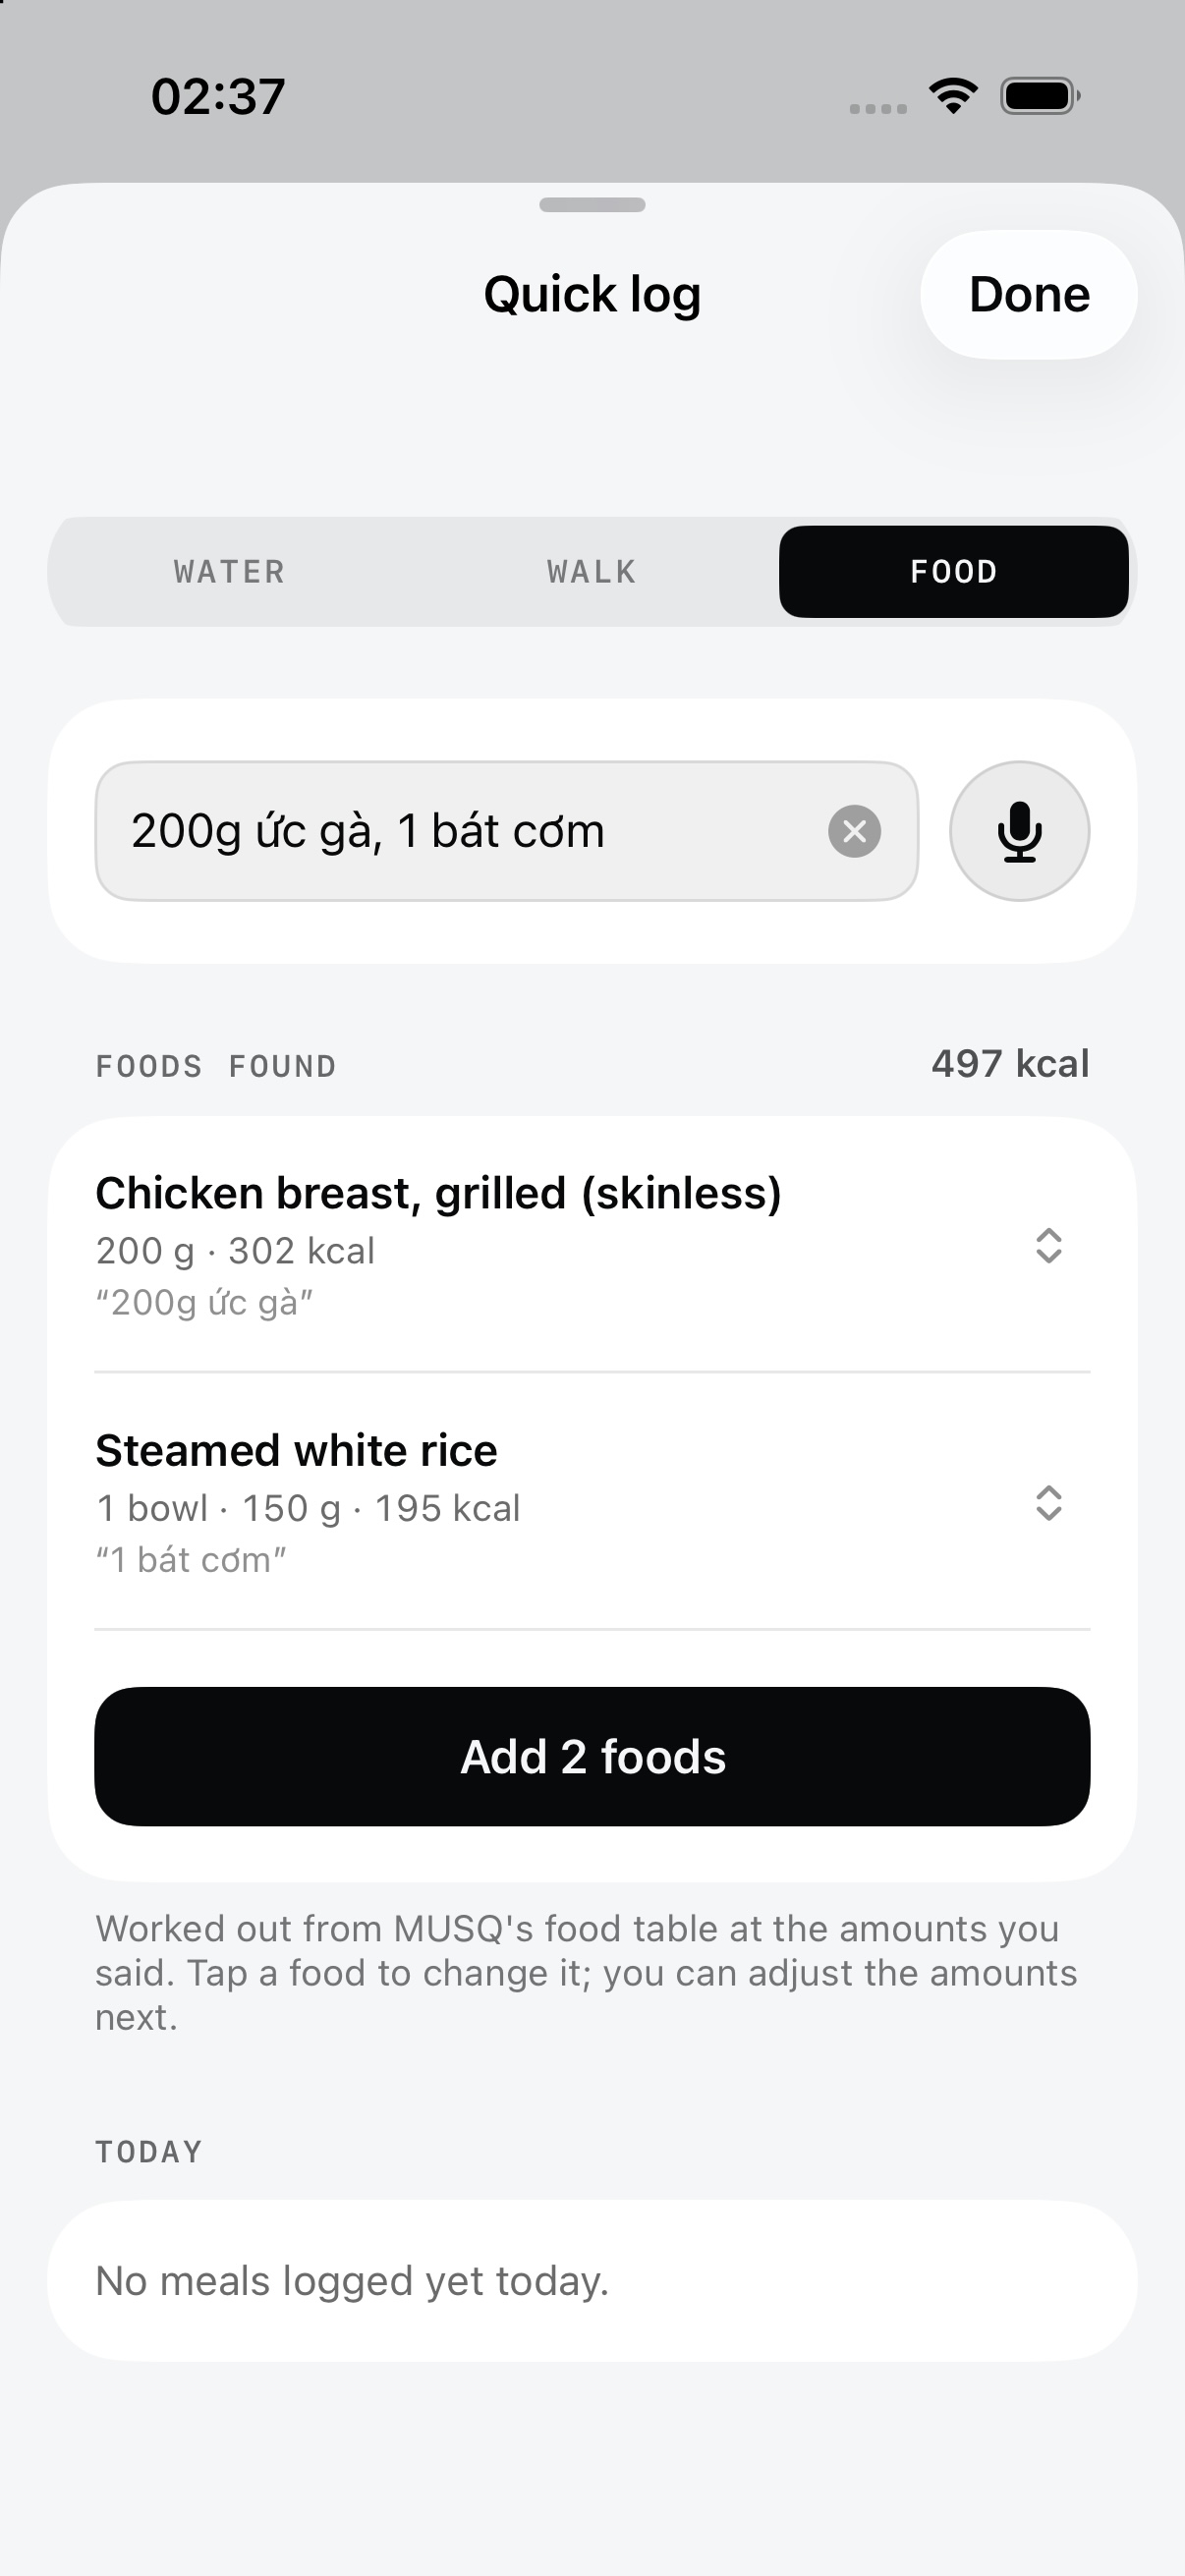 02:37
Quick log
Done
WATER
WALK
FOOD
200g ức gà, 1 bát cơm
FOODS FOUND
497 kcal
Chicken breast, grilled (skinless)
200 g · 302 kcal
“200g ức gà”
Steamed white rice
1 bowl · 150 g · 195 kcal
“1 bát cơm”
Add 2 foods
Worked out from MUSQ's food table at the amounts you
said. Tap a food to change it; you can adjust the amounts
next.
TODAY
No meals logged yet today.